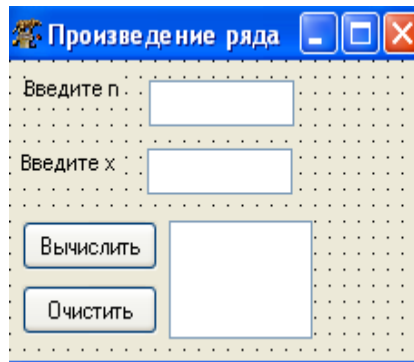 Произведение ряда
Введите n
Введите x
Вычислить
Очистить